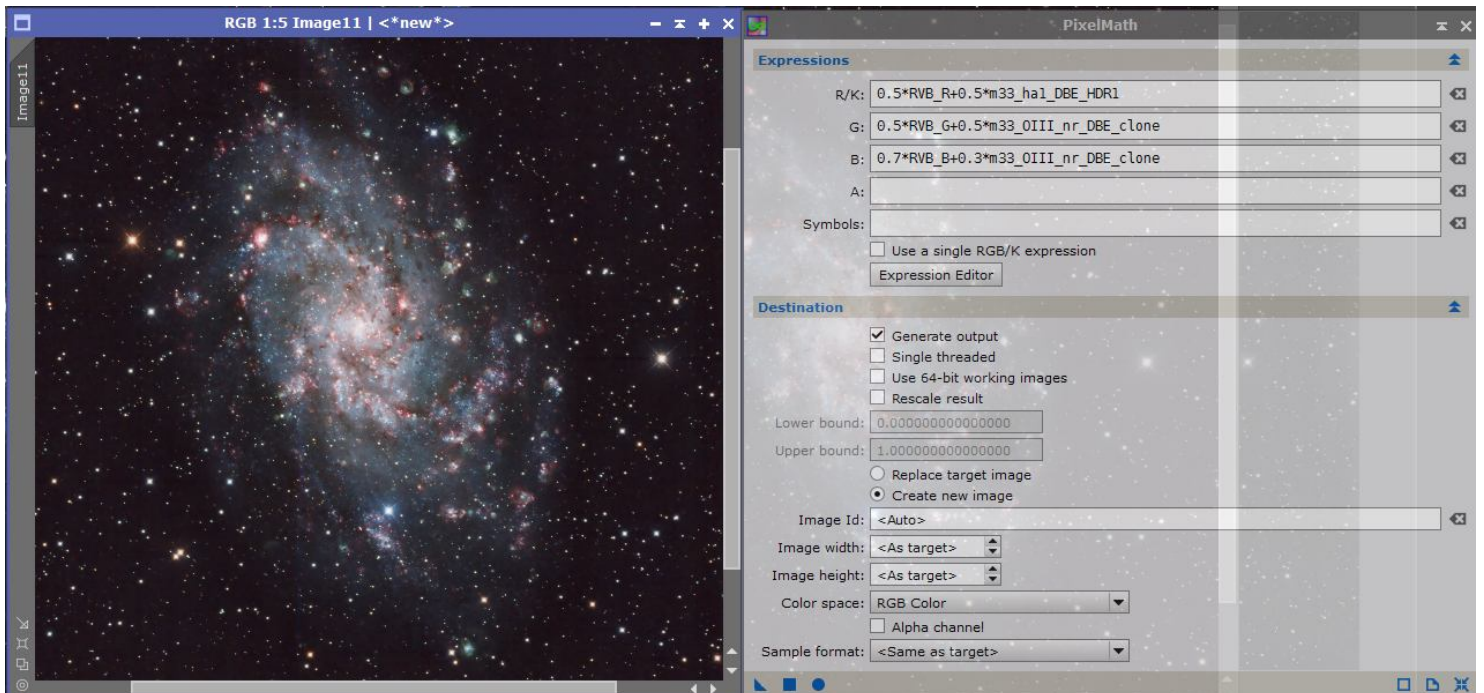 RGB 1:5 Image11 | <*new*>
Image11
PixelMath
Expressions
R/K: 0.5*RVB_R+0.5*m33_ha1_DBE_HDR1
G: 0.5*RVB_G+0.5*m33_OIII_nr_DBE_clone
B: 0.7*RVB_B+0.3*m33_OIII_nr_DBE_clone
A:
Symbols:
Use a single RGB/K expression
Expression Editor
Destination
Generate output
Single threaded
Use 64-bit working images
Rescale result
Lower bound: 0.000000000000000
Upper bound: 1.000000000000000
Replace target image
Create new image
Image Id: <Auto>
Image width: <As target>
Image height: <As target>
Color space: RGB Color
Alpha channel
Sample format: <Same as target>